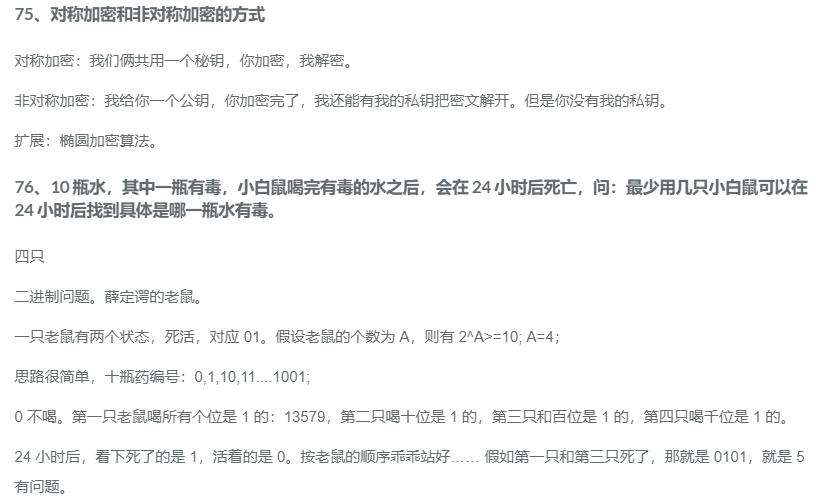 75、对称加密和非对称加密的方式
对称加密：我们俩共用一个秘钥，你加密，我解密。
非对称加密：我给你一个公钥，你加密完了，我还能有我的私钥把密文解开。但是你没有我的私钥。
扩展：椭圆加密算法。
76、10 瓶水，其中一瓶有毒，小白鼠喝完有毒的水之后，会在 24 小时后死亡，问：最少用几只小白鼠可以在
24 小时后找到具体是哪一瓶水有毒。
四只
二进制问题。薛定谔的老鼠。
一只老鼠有两个状态，死活，对应 01。假设老鼠的个数为 A，则有 2^A>=10; A=4；
思路很简单，十瓶药编号：0,1,10,11....1001;
0 不喝。第一只老鼠喝所有个位是 1 的：13579，第二只喝十位是 1 的，第三只和百位是 1 的，第四只喝千位是 1 的。
24 小时后，看下死了的是 1，活着的是 0。按老鼠的顺序乖乖站好…… 假如第一只和第三只死了，那就是 0101，就是 5
有问题。